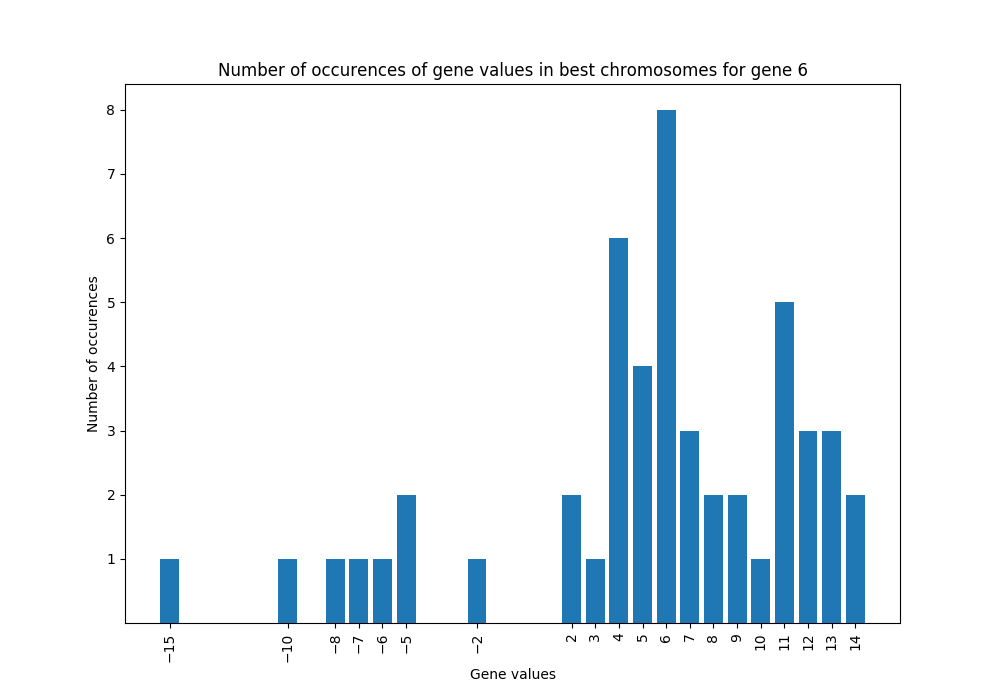 Number of occurences of gene values in best chromosomes for gene 6
8
7
6
5
4
3
2
1
Number of occurences
−15 −10 −8 −7 −6 −5 −2 2 3 4 5 6 7 8 9 10 11 12 13 14
Gene values